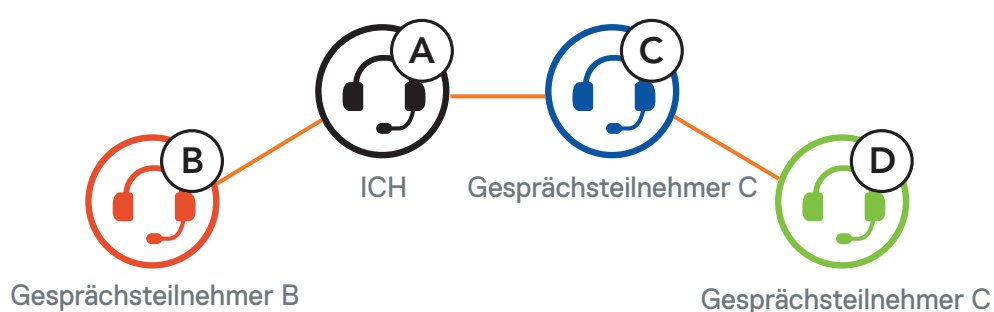 A
C
B
D
ICH
Gesprächsteilnehmer C
Gesprächsteilnehmer B
Gesprächsteilnehmer C